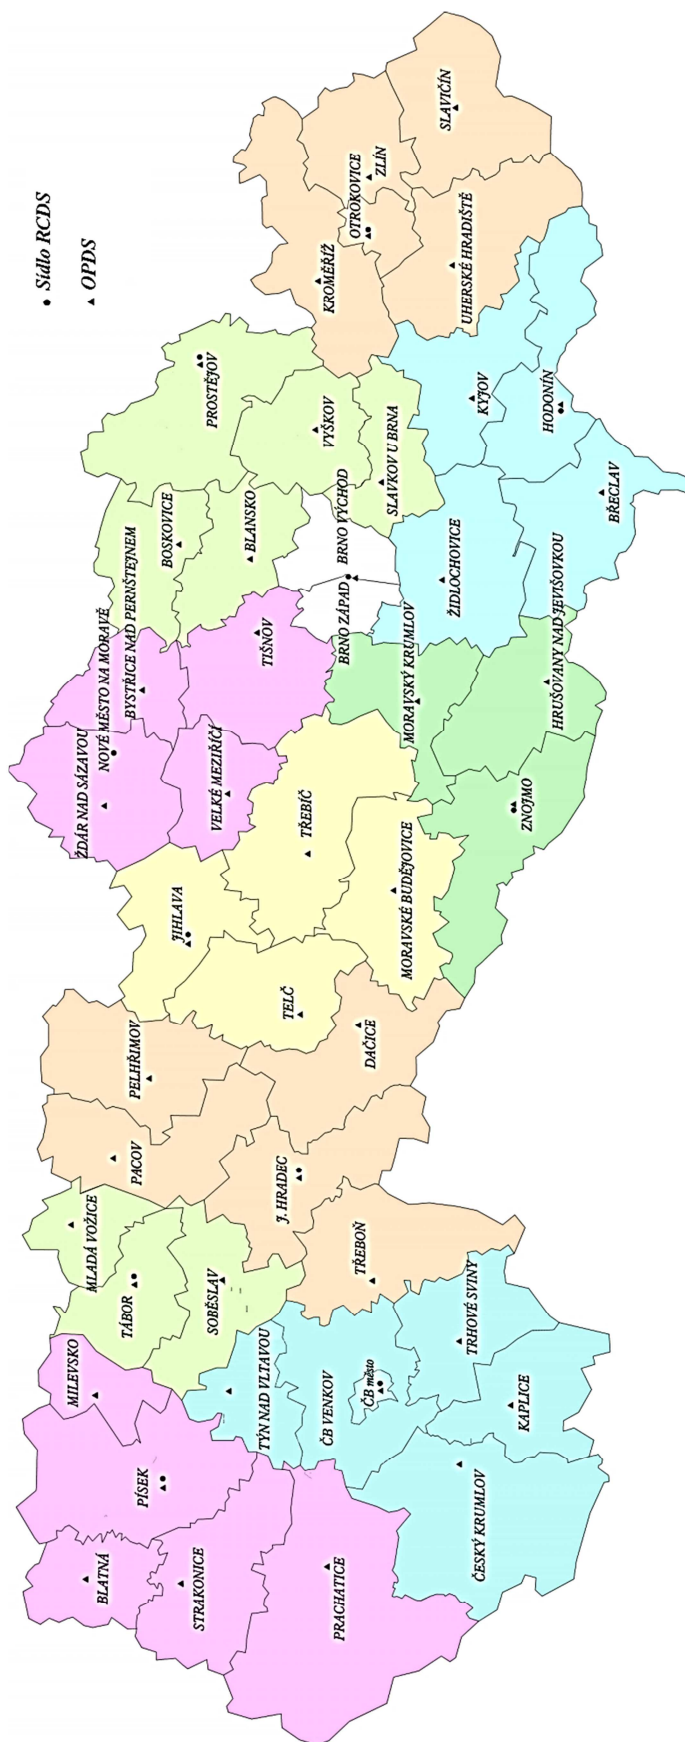 ● Sídlo RCDS
▲ OPDS
BLATNÁ
STRAKONICE
PRACHATICE
PÍSEK
MILEVSKO
TÝN NAD VLTAVOU
ČB VENKOV
ČB město
ČESKÝ KRUMLOV
KAPLICE
TRHOVÉ SVINY
MLADÁ VOŽICE
TÁBOR
SOBĚSLAV
TŘEBOŇ
J. HRADEC
PACOV
PELHŘIMOV
DAČICE
TELČ
JIHLAVA
TŘEBÍČ
MORAVSKÉ BUDĚJOVICE
ŽDÁR NAD SÁZAVOU
NOVÉ MĚSTO NA MORAVĚ
BYSTŘICE NAD PERNŠTEJNEM
VELKÉ MEZIŘÍČÍ
TIŠNOV
ZNOJMO
MORAVSKÝ KRUMLOV
HRUŠOVANY NAD JEVIŠOVKOU
BOSKOVICE
BLANSKO
BRNO ZÁPAD
BRNO VÝCHOD
PROSTĚJOV
VYŠKOV
SLAVKOV U BRNA
ŽIDLOCHOVICE
BŘECLAV
KYJOV
HODONÍN
KROMĚŘÍŽ
OTROKOVICE
ZLÍN
UHERSKÉ HRADIŠTĚ
SLAVIČÍN